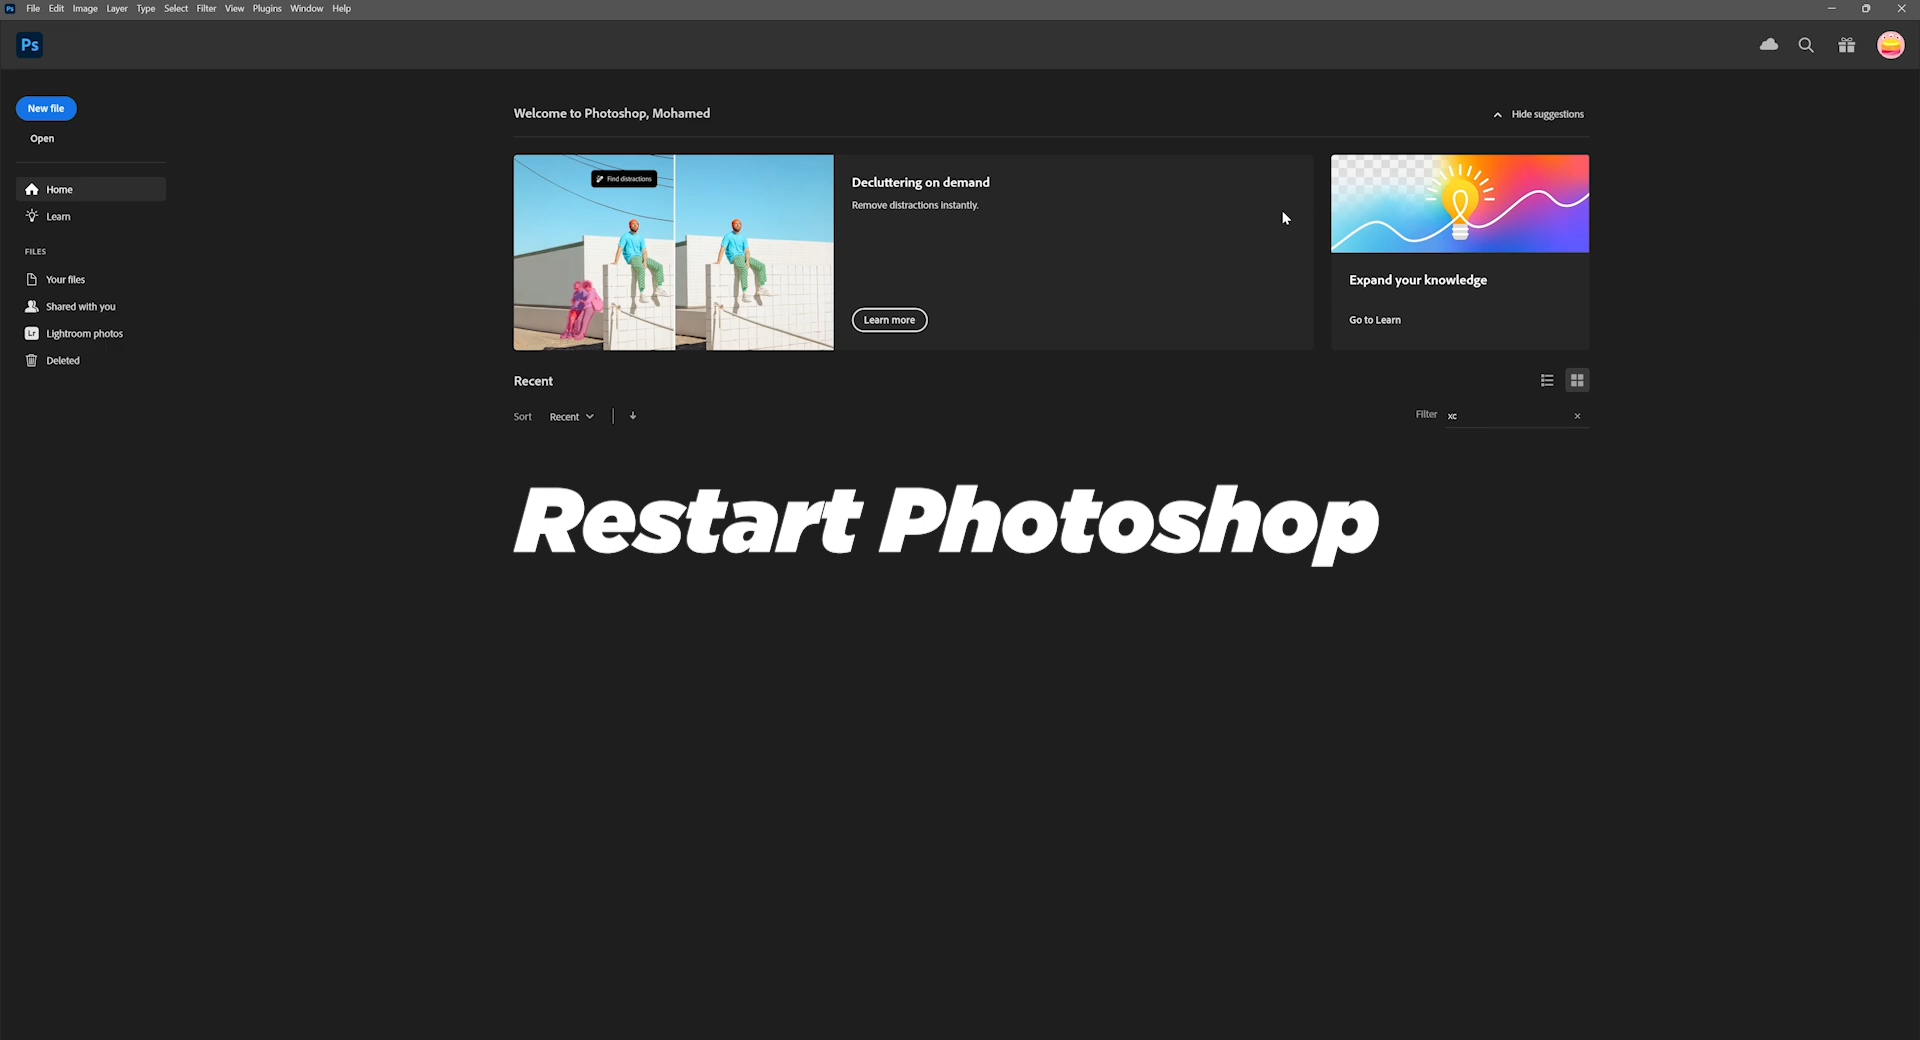 Ps File Edit Image Layer Type Select Filter View Plugins Window Help
Ps
New file
Open
Home
Learn
FILES
Your files
Shared with you
Lr Lightroom photos
Deleted
Welcome to Photoshop, Mohamed
Hide suggestions
Find distractions
Decluttering on demand
Remove distractions instantly.
Learn more
Expand your knowledge
Go to Learn
Recent
Sort Recent
Filter xc
Restart Photoshop